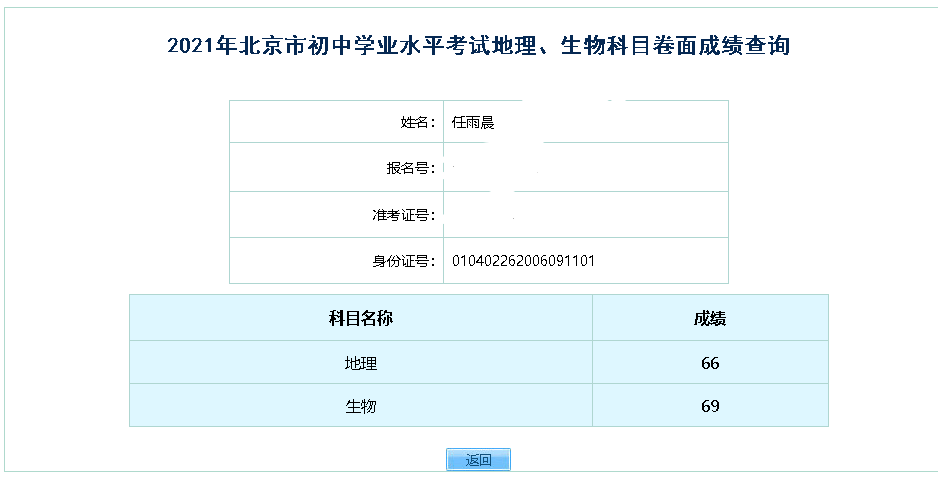 2021年北京市初中学业水平考试地理、生物科目卷面成绩查询
姓名： 任雨晨
报名号：
准考证号：
身份证号： 010402262006091101
科目名称 成绩
地理 66
生物 69
返回